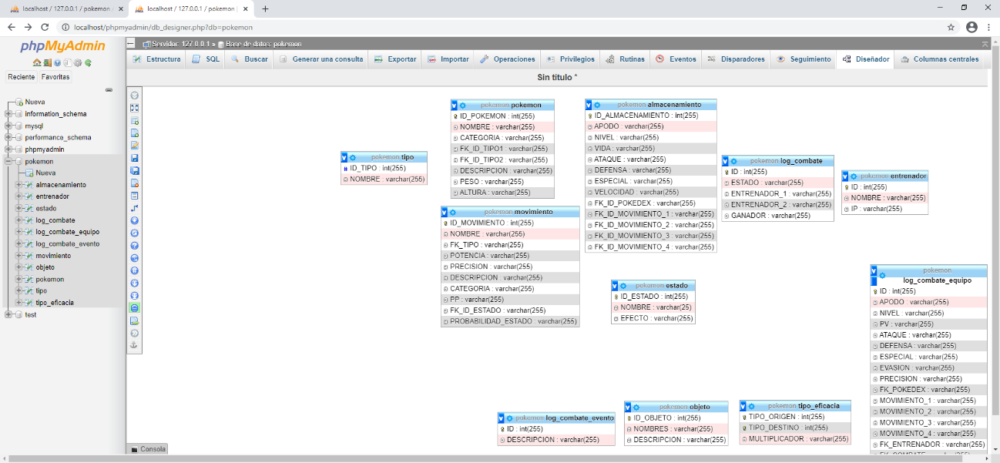 localhost / 127.0.0.1 / pokemon
localhost / 127.0.0.1 / pokemon
localhost/phpmyadmin/db_designer.php?db=pokemon
phpMyAdmin
Reciente
Favoritas
Nueva
information_schema
mysql
performance_schema
phpmyadmin
pokemon
Nueva
almacenamiento
entrenador
estado
log_combate
log_combate_equipo
log_combate_evento
movimiento
objeto
pokemon
tipo
tipo_eficacia
test
Servidor: 127.0.0.1 » Base de datos: pokemon
Estructura
SQL
Buscar
Generar una consulta
Exportar
Importar
Operaciones
Privilegios
Rutinas
Eventos
Disparadores
Seguimiento
Diseñador
Columnas centrales
Sin título *
pokemon tipo
ID_TIPO : int(255)
NOMBRE : varchar(255)
pokemon pokemon
ID_POKEMON : int(255)
NOMBRE : varchar(255)
CATEGORIA : varchar(255)
FK_ID_TIPO1 : varchar(255)
FK_ID_TIPO2 : varchar(255)
DESCRIPCION : varchar(255)
PESO : varchar(255)
ALTURA : varchar(255)
pokemon almacenamiento
ID_ALMACENAMIENTO : int(255)
APODO : varchar(255)
NIVEL : varchar(255)
VIDA : varchar(255)
ATAQUE : varchar(255)
DEFENSA : varchar(255)
ESPECIAL : varchar(255)
VELOCIDAD : varchar(255)
FK_ID_POKEDEX : varchar(255)
FK_ID_MOVIMIENTO_1 : varchar(255)
FK_ID_MOVIMIENTO_2 : varchar(255)
FK_ID_MOVIMIENTO_3 : varchar(255)
FK_ID_MOVIMIENTO_4 : varchar(255)
pokemon log_combate
ID : int(255)
ESTADO : varchar(255)
ENTRENADOR_1 : varchar(255)
ENTRENADOR_2 : varchar(255)
GANADOR : varchar(255)
pokemon entrenador
ID : int(255)
NOMBRE : varchar(255)
IP : varchar(255)
pokemon movimiento
ID_MOVIMIENTO : int(255)
NOMBRE : varchar(255)
FK_TIPO : varchar(255)
POTENCIA : varchar(255)
PRECISION : varchar(255)
DESCRIPCION : varchar(255)
CATEGORIA : varchar(255)
PP : varchar(255)
FK_ID_ESTADO : varchar(255)
PROBABILIDAD_ESTADO : varchar(255)
pokemon estado
ID_ESTADO : int(255)
NOMBRE : varchar(25)
EFECTO : varchar(255)
pokemon
log_combate_equipo
ID : int(255)
APODO : varchar(255)
NIVEL : varchar(255)
PV : varchar(255)
ATAQUE : varchar(255)
DEFENSA : varchar(255)
ESPECIAL : varchar(255)
EVASION : varchar(255)
PRECISION : varchar(255)
FK_POKEDEX : varchar(255)
MOVIMIENTO_1 : varchar(255)
MOVIMIENTO_2 : varchar(255)
MOVIMIENTO_3 : varchar(255)
MOVIMIENTO_4 : varchar(255)
FK_ENTRENADOR : varchar(255)
pokemon log_combate_evento
ID : int(255)
DESCRIPCION : varchar(255)
pokemon objeto
ID_OBJETO : int(255)
NOMBRES : varchar(255)
DESCRIPCION : varchar(255)
pokemon tipo_eficacia
TIPO_ORIGEN : int(255)
TIPO_DESTINO : int(255)
MULTIPLICADOR : varchar(255)
Consola